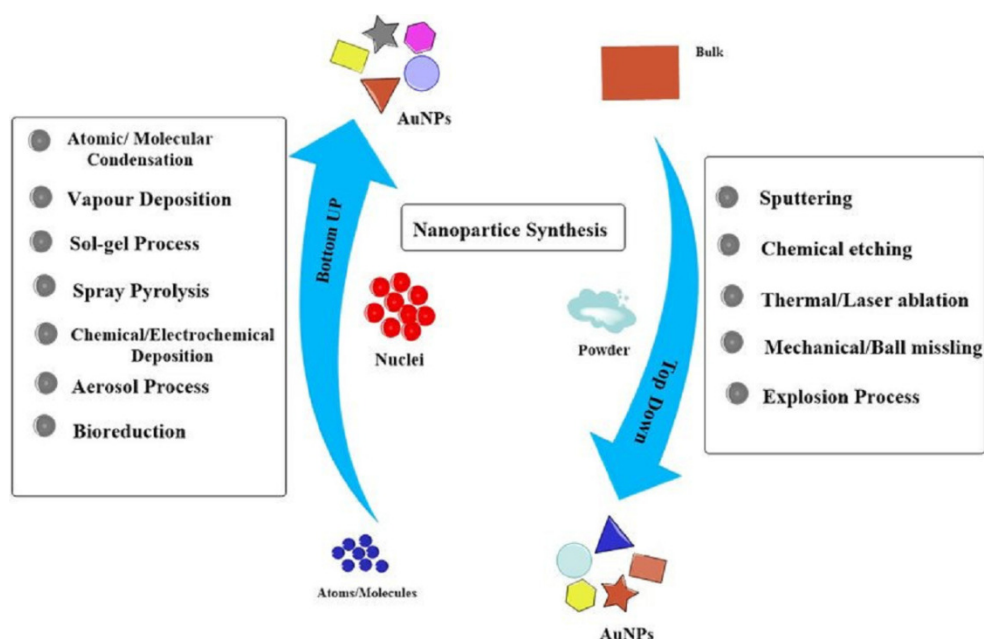 AuNPs
Bulk
Atomic/ Molecular
Condensation
Vapour Deposition
Sol-gel Process
Spray Pyrolysis
Chemical/Electrochemical
Deposition
Aerosol Process
Bioreduction
Bottom UP
Nanopartice Synthesis
Nuclei
Powder
Top Down
Sputtering
Chemical etching
Thermal/Laser ablation
Mechanical/Ball missling
Explosion Process
Atoms/Molecules
AuNPs